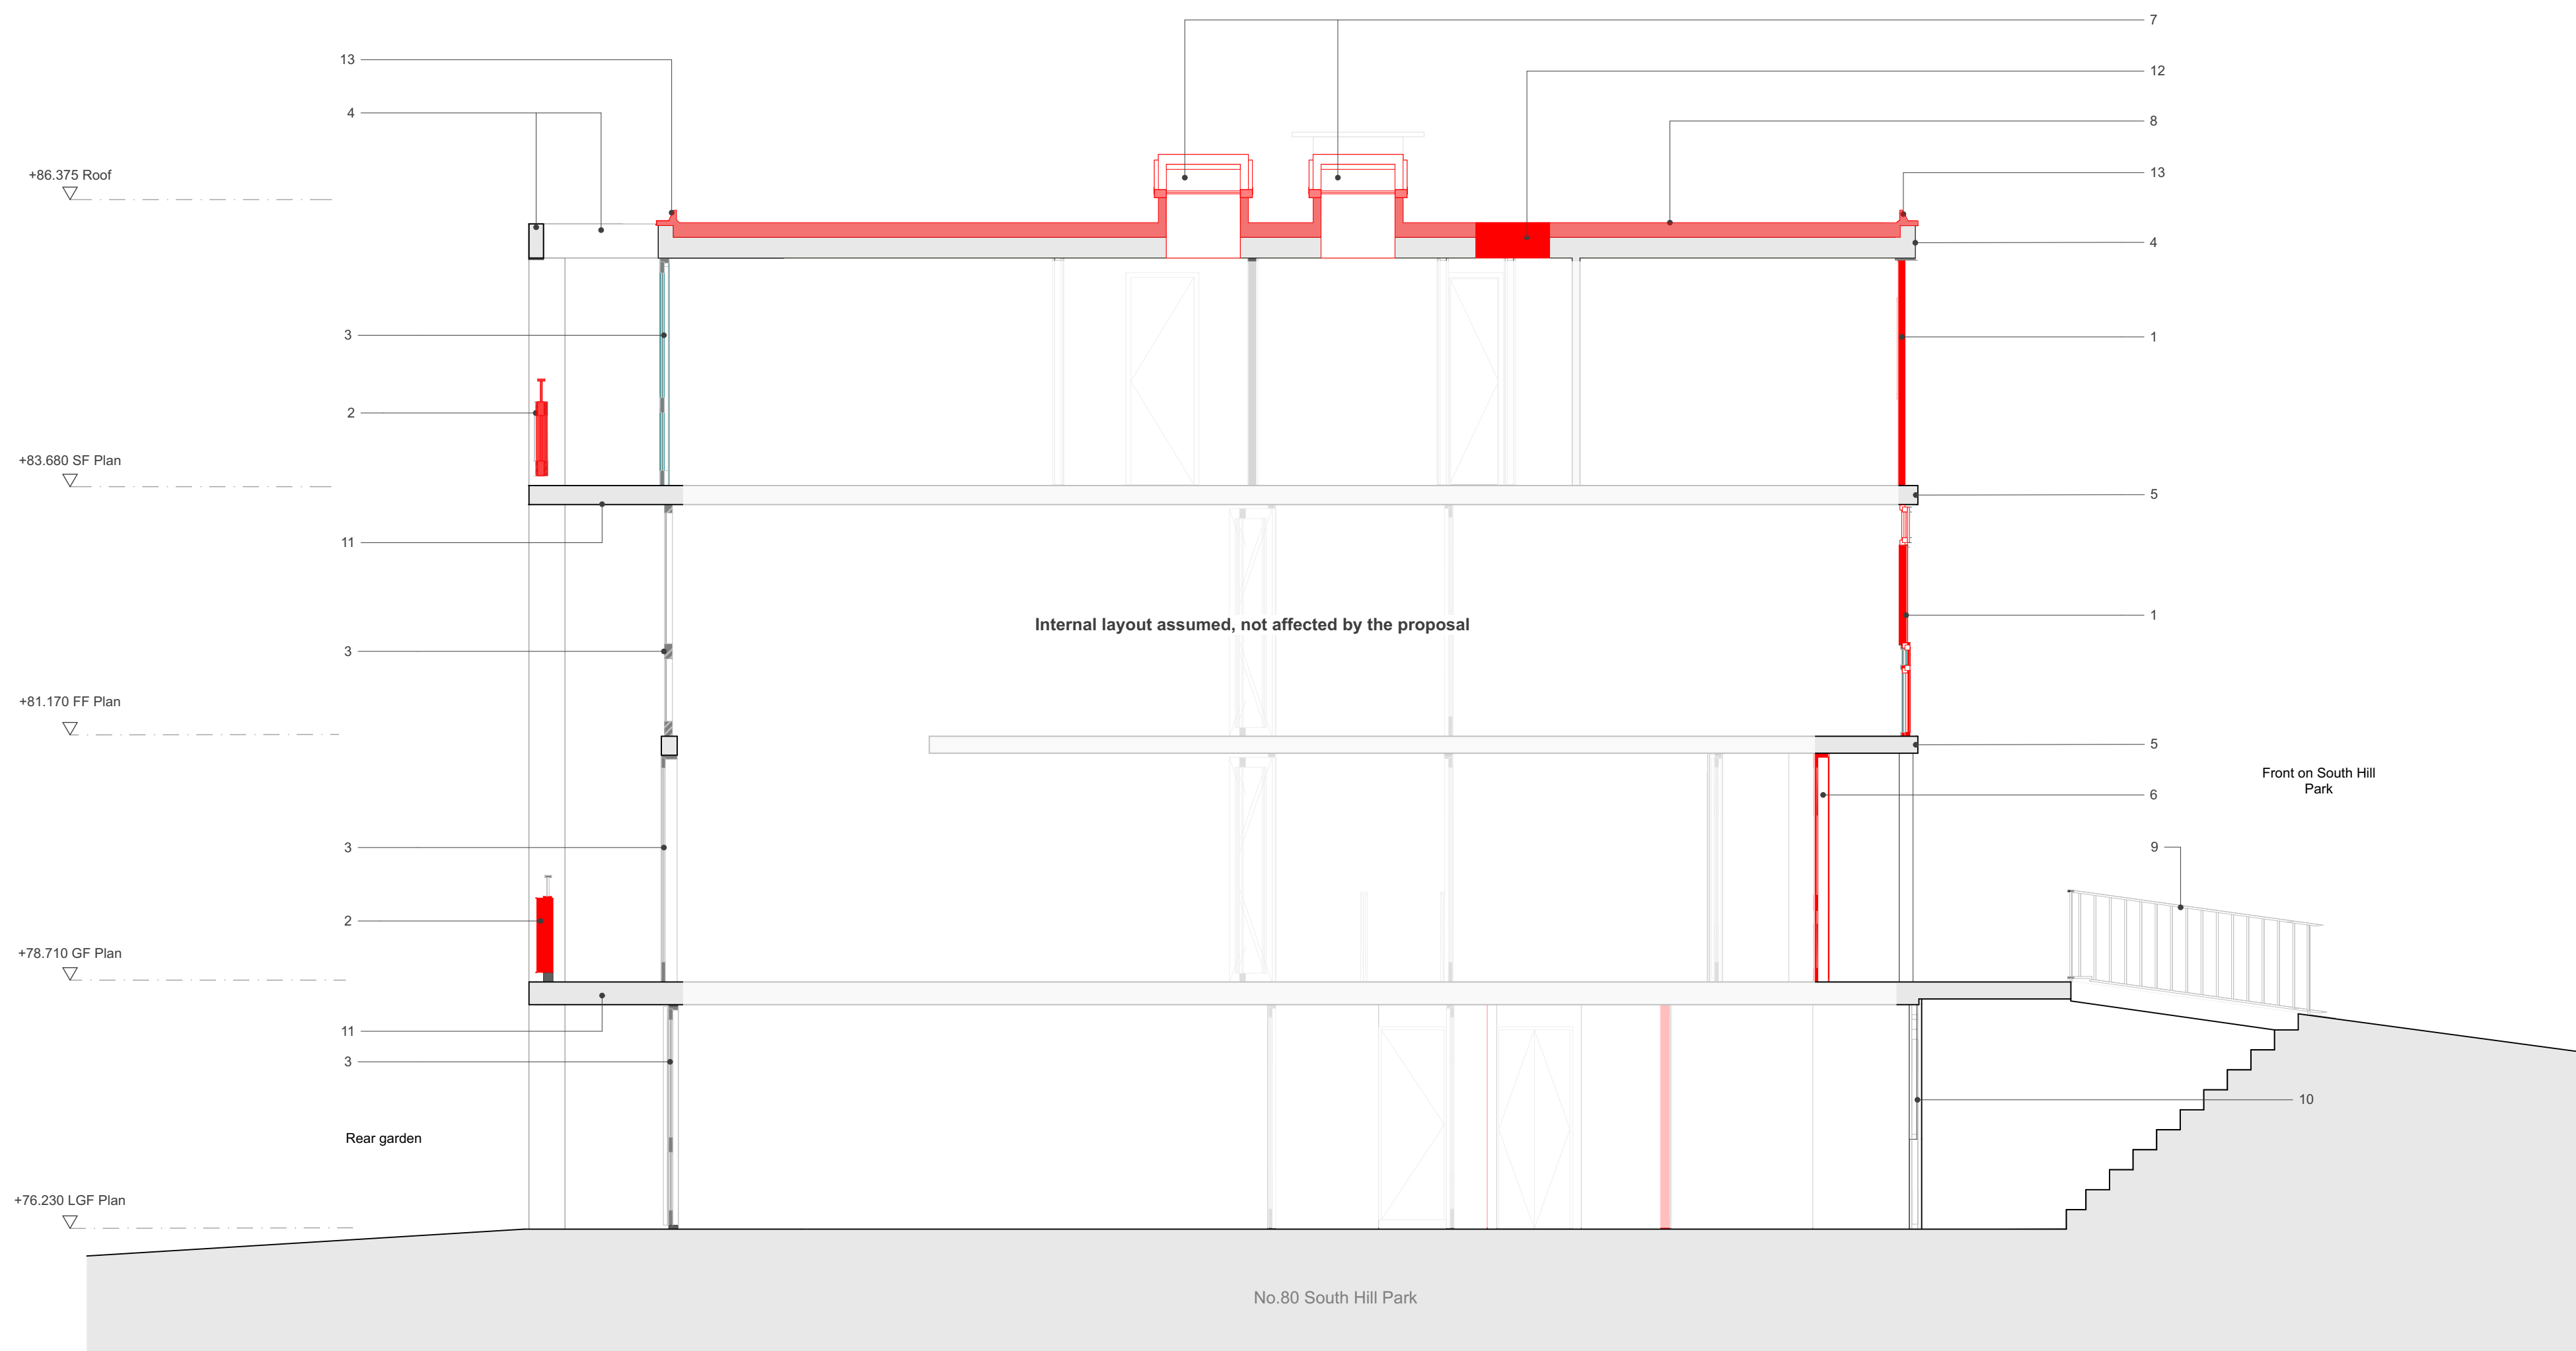 7
13
12
4
8
+86.375 Roof
13
4
3
1
2
+83.680 SF Plan
5
11
Internal layout assumed, not affected by the proposal
1
3
+81.170 FF Plan
5
Front on South Hill
Park
6
3
9
2
+78.710 GF Plan
11
3
10
Rear garden
+76.230 LGF Plan
No.80 South Hill Park